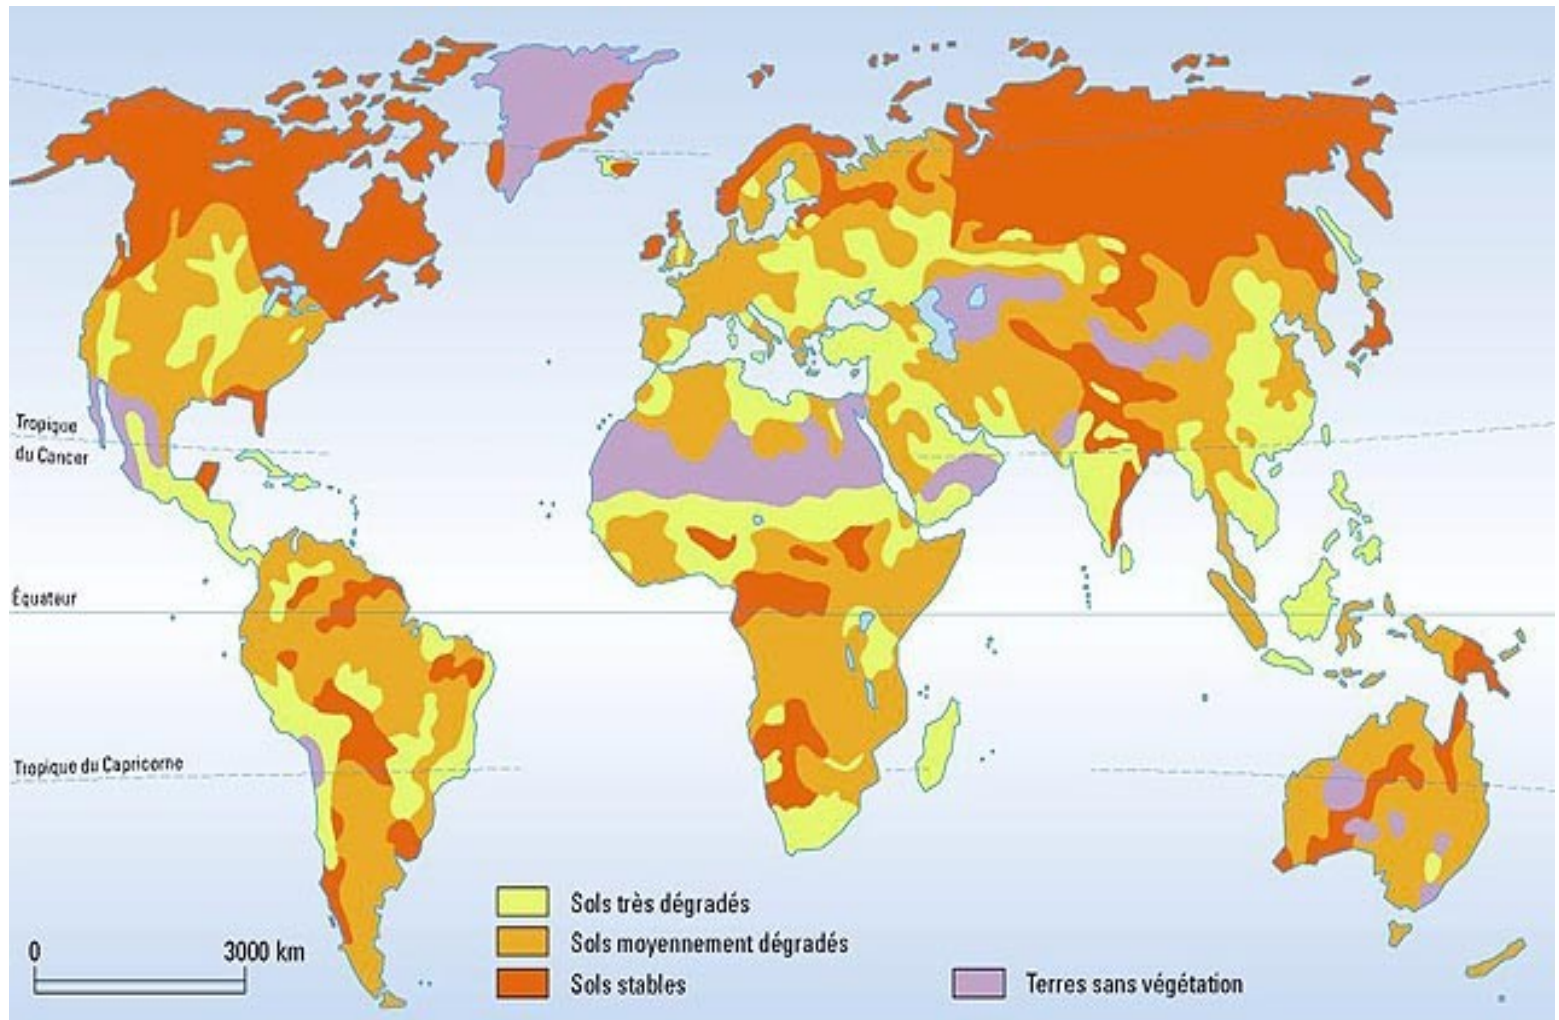 Tropique
du Cancer
Équateur
Tropique du Capricorne
0 3000 km
Sols très dégradés
Sols moyennement dégradés
Sols stables
Terres sans végétation